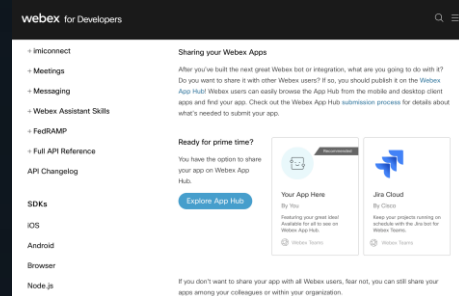 webex for Developers
+ imiconnect
+ Meetings
+ Messaging
+ Webex Assistant Skills
+ FedRAMP
+ Full API Reference
API Changelog
SDKs
iOS
Android
Browser
Node.js
Sharing your Webex Apps
After you've built the next great Webex bot or integration, what are you going to do with it?
Do you want to share it with other Webex users? If so, you should publish it on the Webex
App Hub! Webex users can easily browse the App Hub from the mobile and desktop client
apps and find your app. Check out the Webex App Hub submission process for details about
what's needed to submit your app.
Ready for prime time?
You have the option to share
your app on Webex App
Hub.
Explore App Hub
Recommended
Your App Here
By You
Featuring your great idea!
Available for all to see on
Webex App Hub.
Webex Teams
Jira Cloud
By Cisco
Keep your projects running on
schedule with the Jira bot for
Webex Teams.
Webex Teams
If you don't want to share your app with all Webex users, fear not, you can still share your
apps among your colleagues or within your organization.